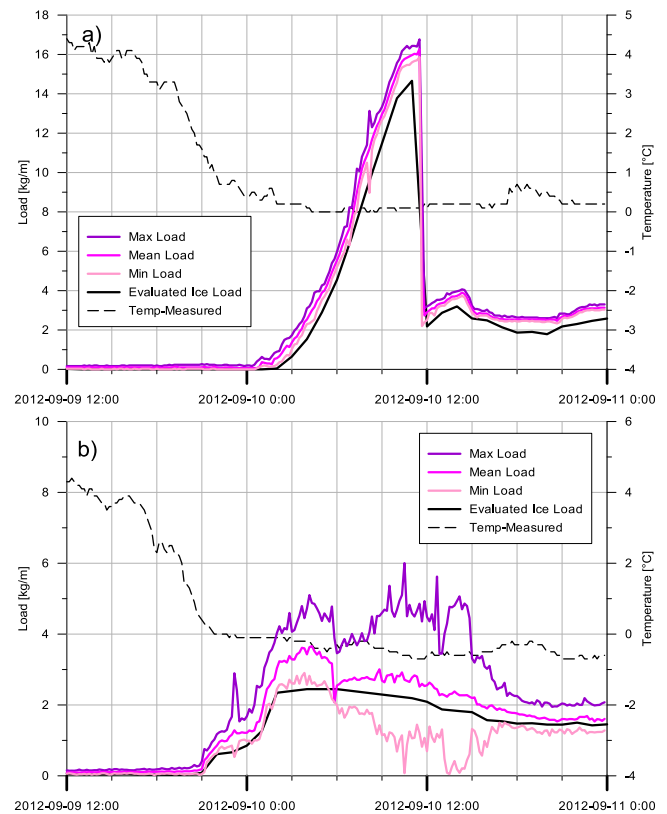 18
16
14
12
10
8
6
4
2
0
Load [kg/m]
a)
5
4
3
2
1
0
-1
-2
-3
-4
Temperature [°C]
Max Load
Mean Load
Min Load
Evaluated Ice Load
Temp-Measured
2012-09-09 12:00
2012-09-10 0:00
2012-09-10 12:00
2012-09-11 0:00
10
8
6
4
2
0
Load [kg/m]
b)
6
4
2
0
-2
-4
Temperature [°C]
Max Load
Mean Load
Min Load
Evaluated Ice Load
Temp-Measured
2012-09-09 12:00
2012-09-10 0:00
2012-09-10 12:00
2012-09-11 0:00